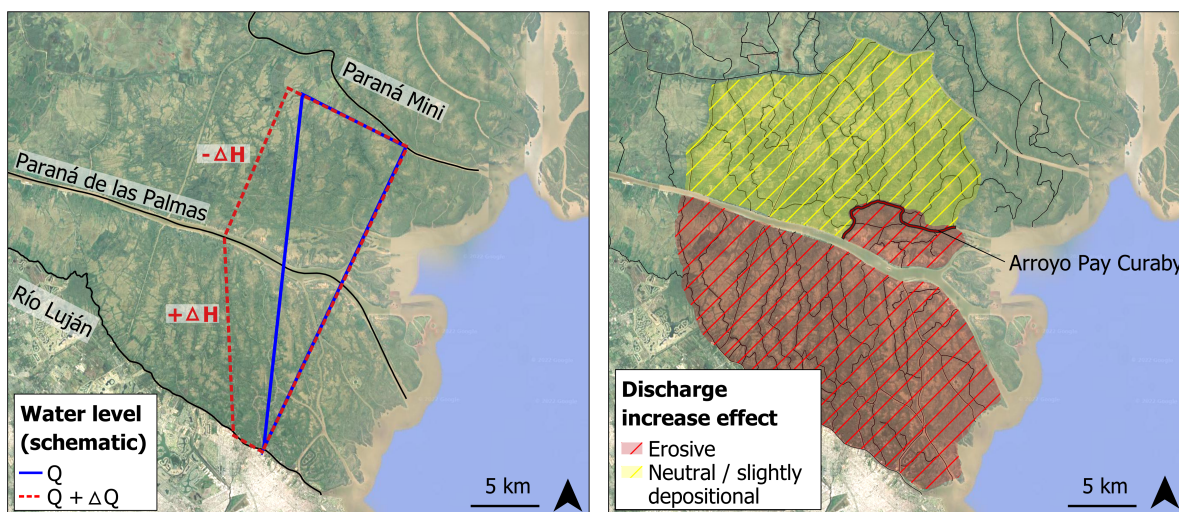 Paraná Mini
-ΔH
Paraná de las Palmas
+ΔH
Río Luján
Water level
(schematic)
Q
Q + ΔQ
5 km
Arroyo Pay Curaby
Discharge
increase effect
Erosive
Neutral / slightly
depositional
5 km